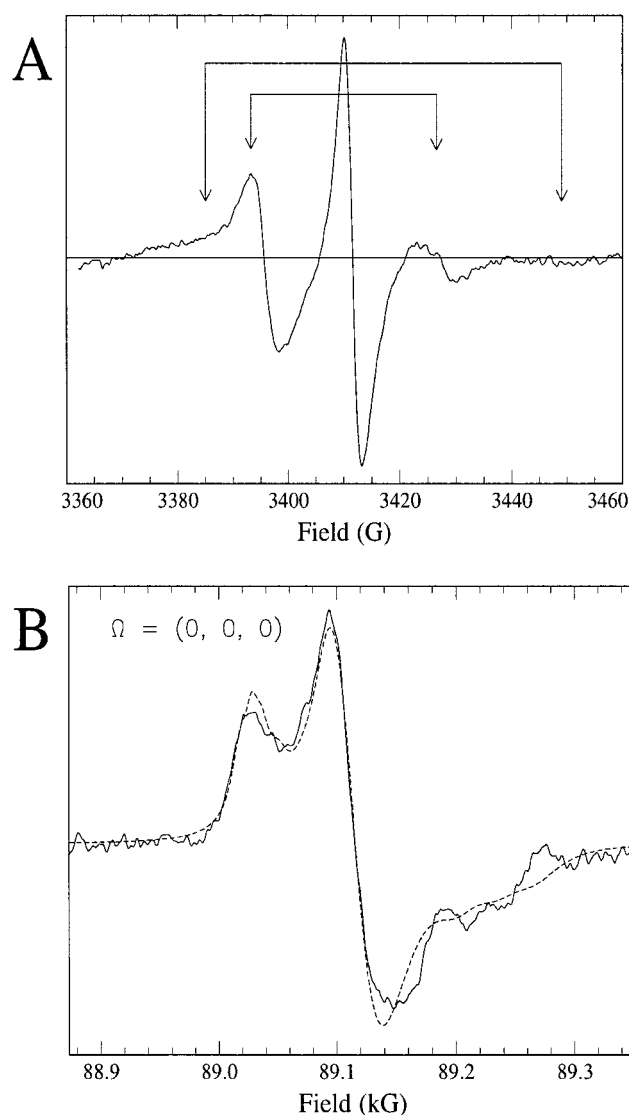 A
3360 3380 3400 3420 3440 3460
Field (G)
B
Ω = (0, 0, 0)
88.9 89.0 89.1 89.2 89.3
Field (kG)